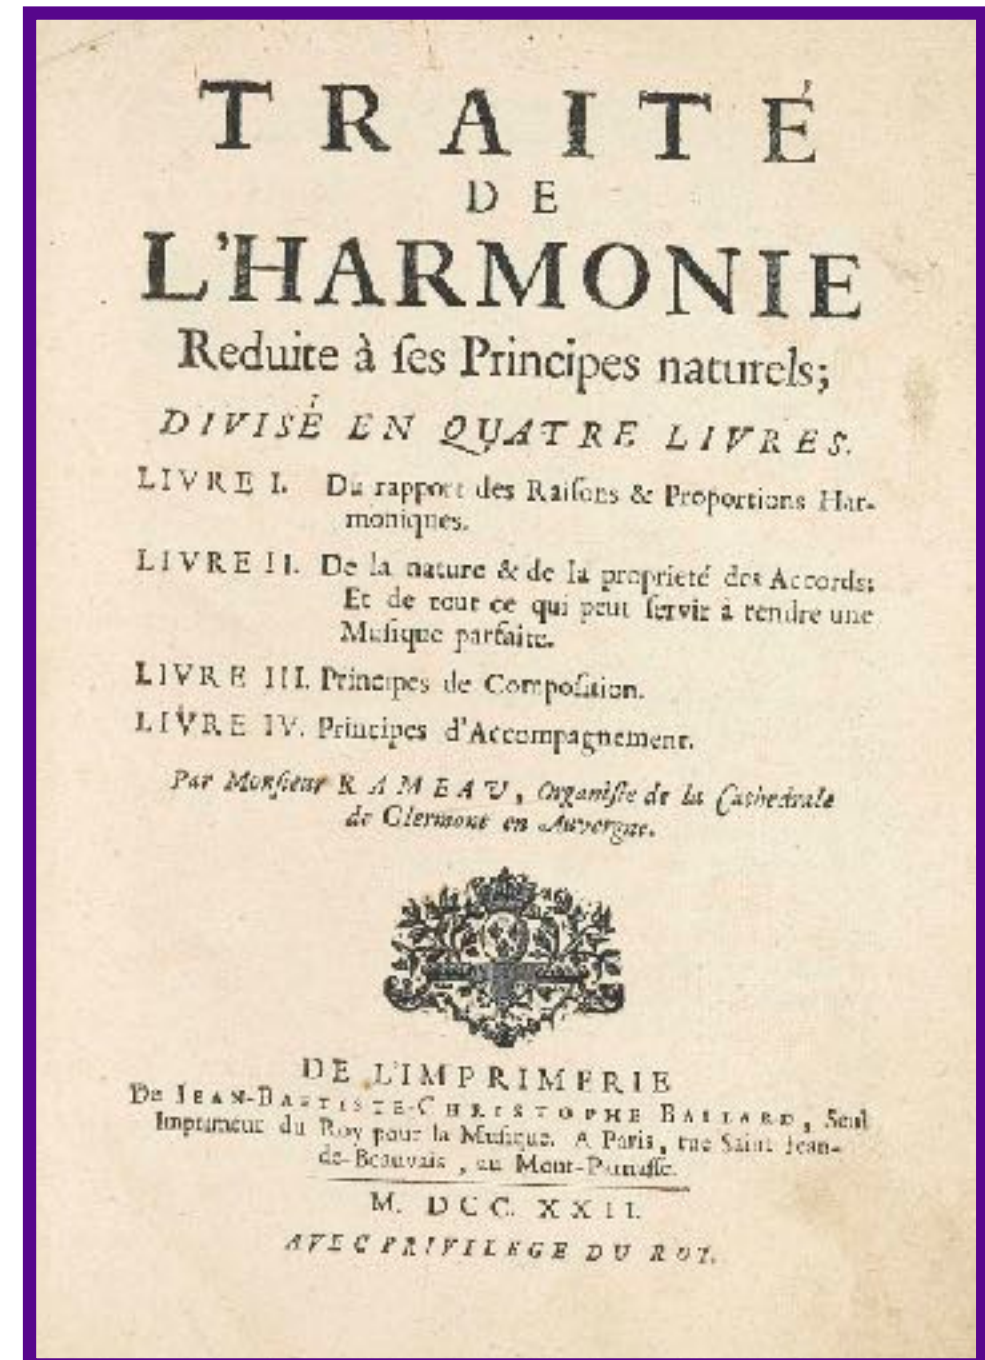 TRAITÉ
DE
L'HARMONIE
Reduite à ſes Principes naturels;
DIVISÉ EN QUATRE LIVRES.
LIVRE I. Du rapport des Raiſons & Proportions Har-
moniques.
LIVRE II. De la nature & de la proprieté des Accords;
Et de tout ce qui peut ſervir à rendre une
Muſique parfaite.
LIVRE III. Principes de Compoſition.
LIVRE IV. Principes d'Accompagnement.
Par Monſieur RAMEAU, Organiſte de la Cathedrale
de Clermont en Auvergne.
DE L'IMPRIMERIE
De JEAN-BAPTISTE-CHRISTOPHE BALLARD, Seul
Imprimeur du Roy pour la Muſique. A Paris, rue Saint Jean-
de-Beauvais, au Mont-Parnaſſe.
M. DCC. XXII.
AVEC PRIVILEGE DU ROY.